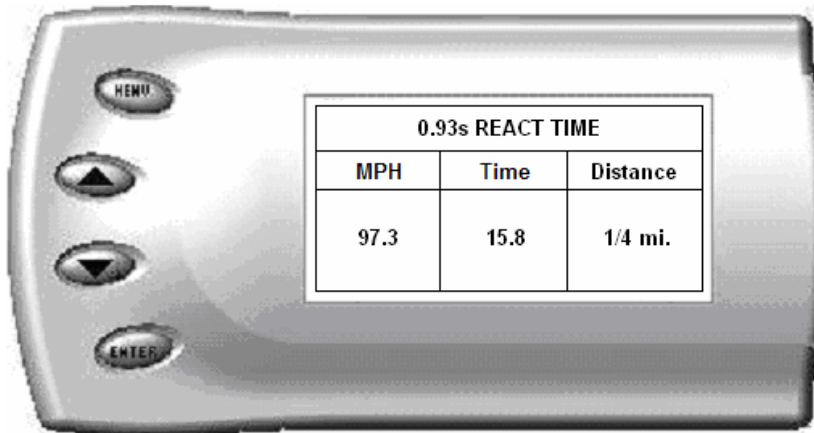 MENU
0.93s REACT TIME
MPH Time Distance
97.3 15.8 1/4 mi.
ENTER